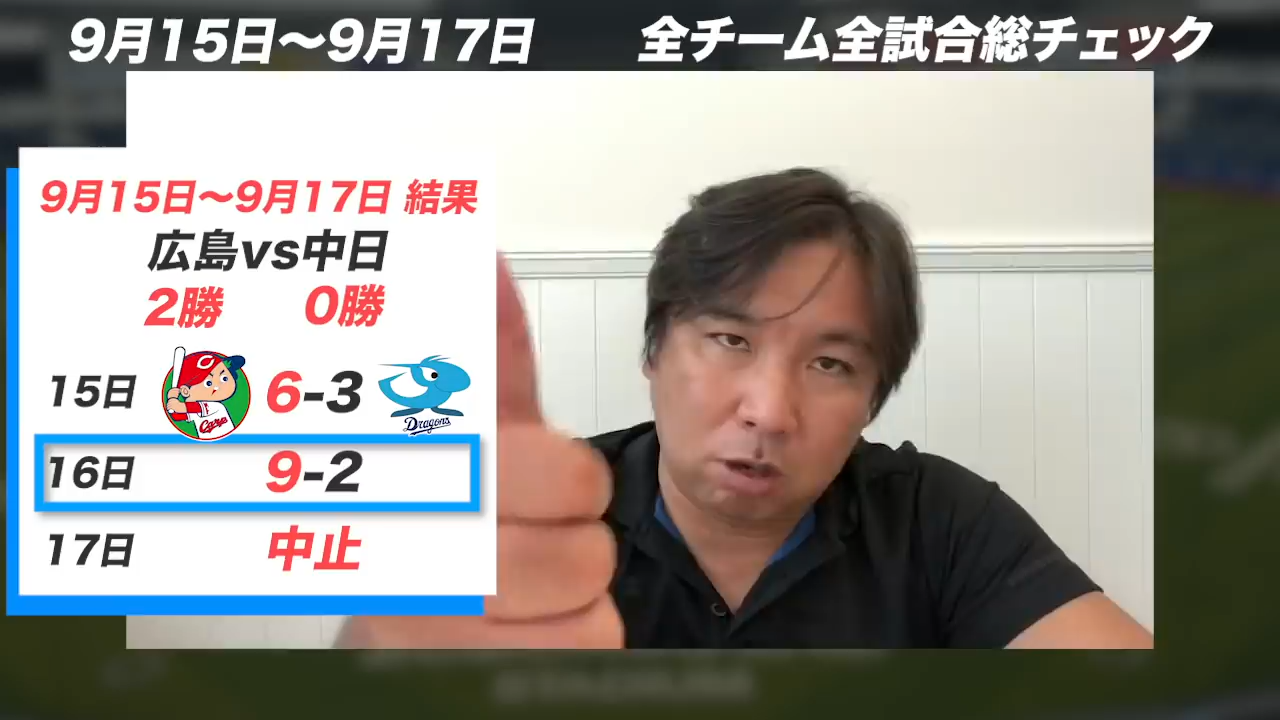 9月15日～9月17日 全チーム全試合総チェック
9月15日～9月17日 結果
広島vs中日
2勝 0勝
15日 C Carp 6-3 Dragons
16日 9-2
17日 中止